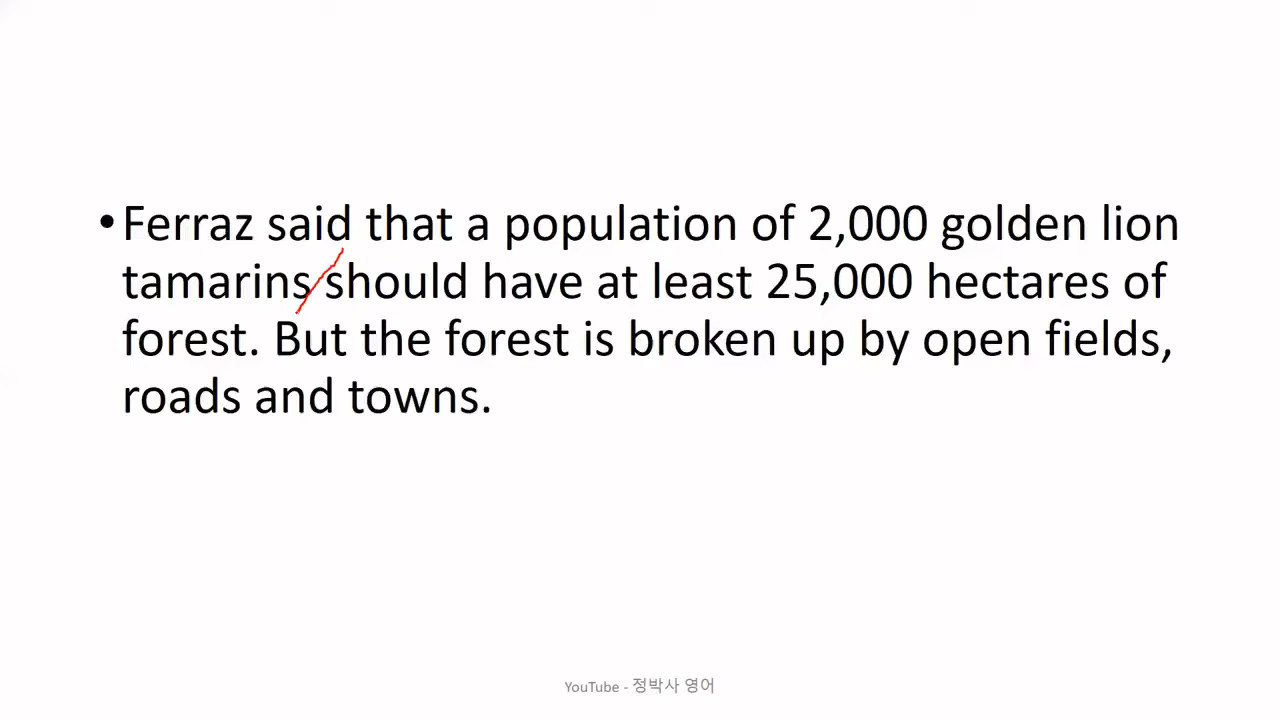 •Ferraz said that a population of 2,000 golden lion
tamarins should have at least 25,000 hectares of
forest. But the forest is broken up by open fields,
roads and towns.
YouTube - 정박사 영어